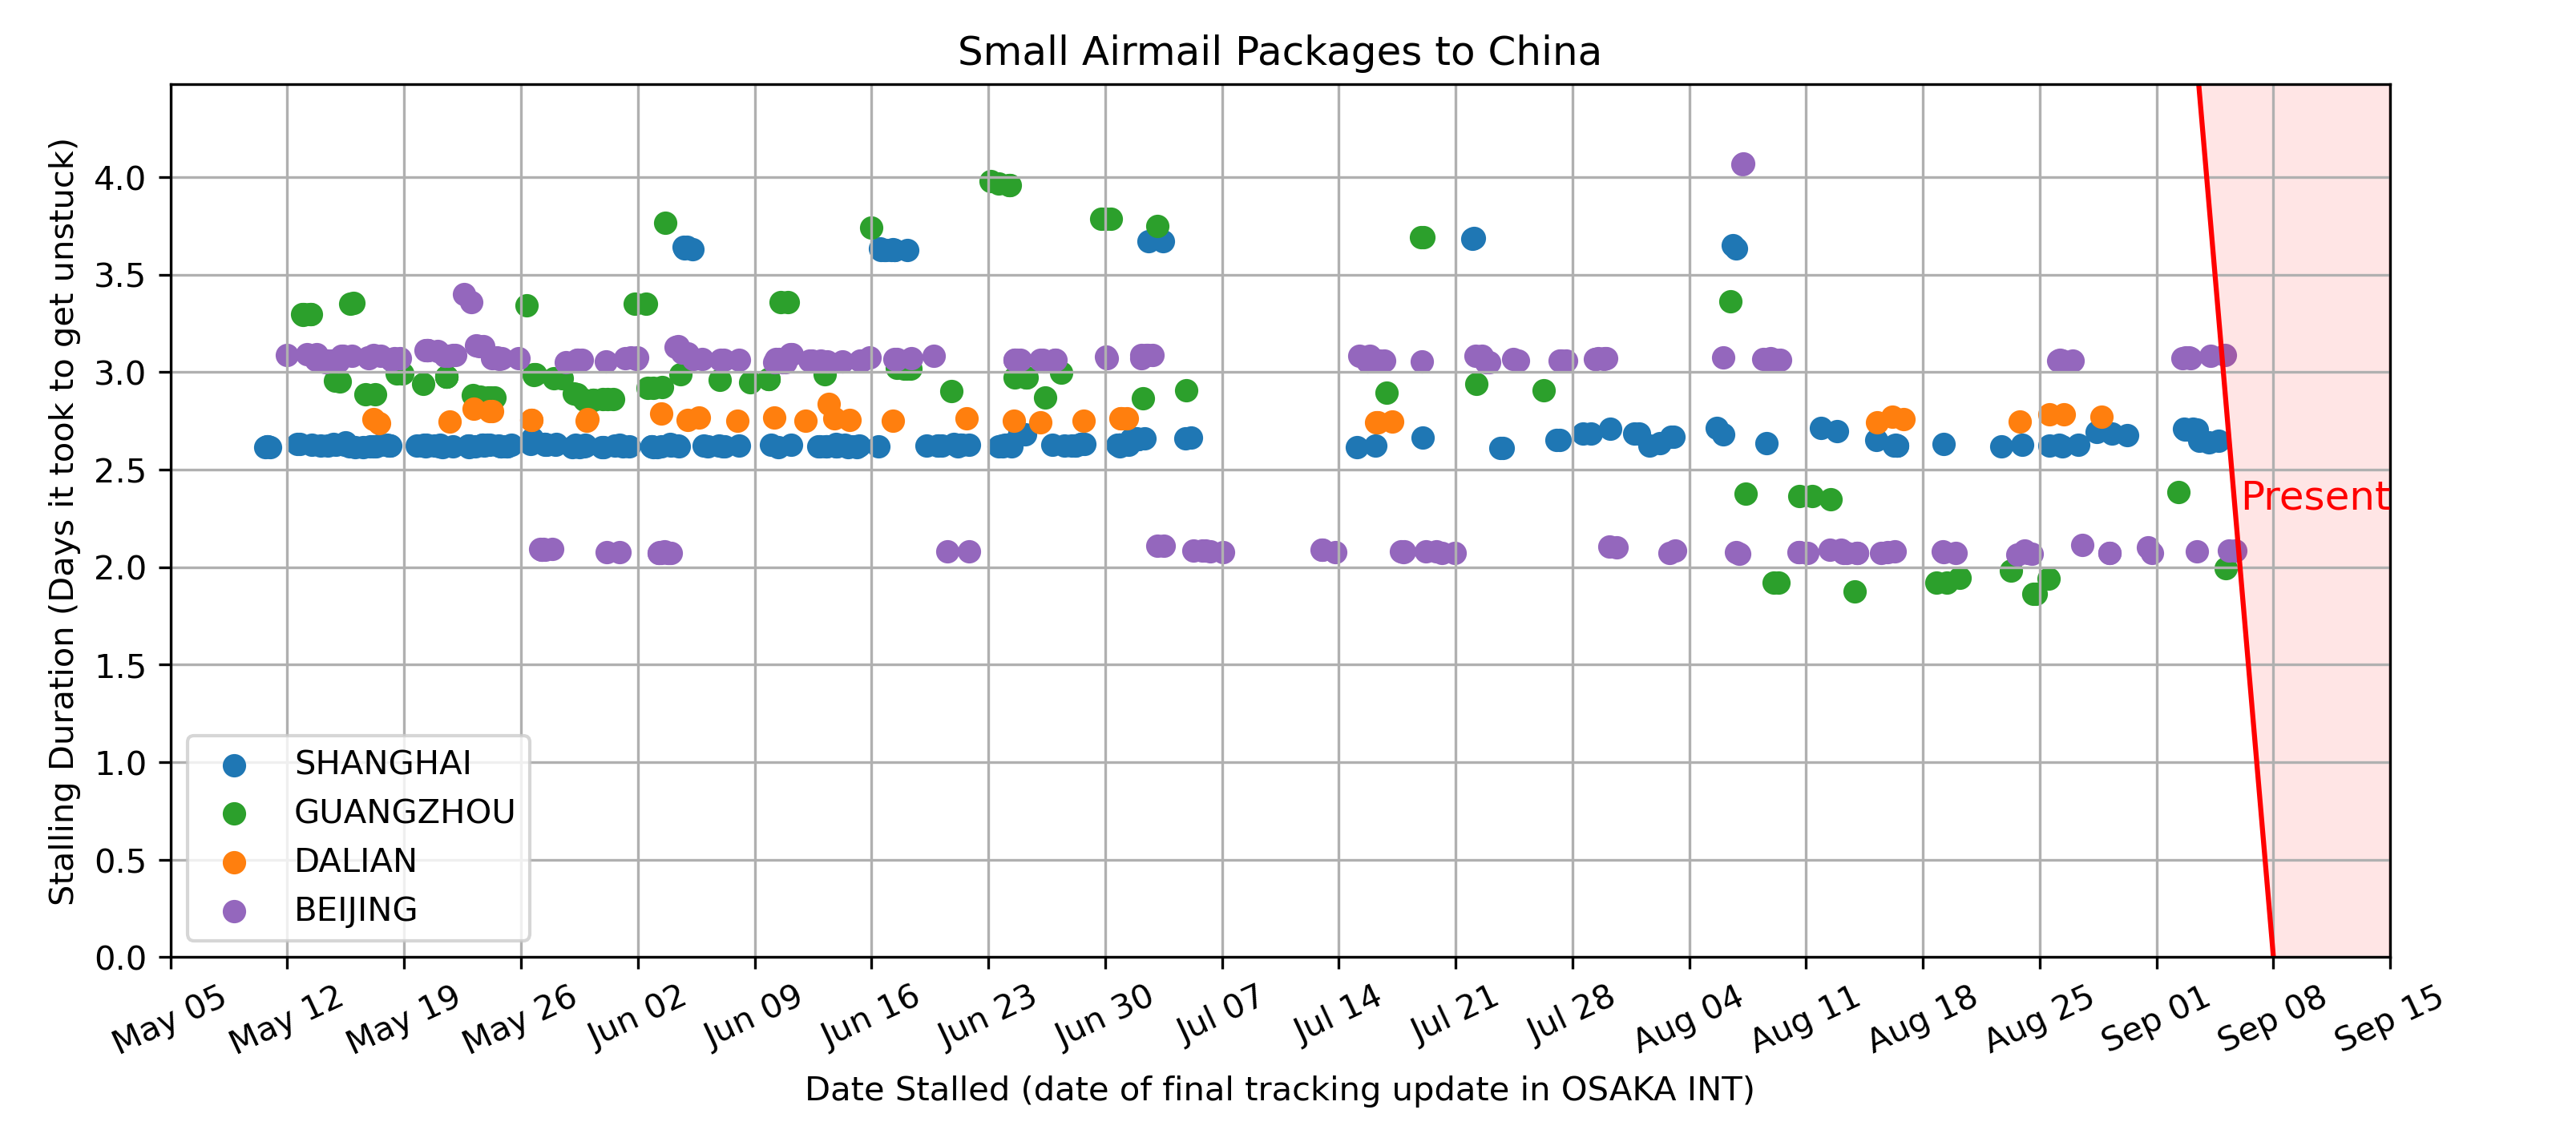 Small Airmail Packages to China
Stalling Duration (Days it took to get unstuck)
4.0
3.5
3.0
2.5
2.0
1.5
1.0
0.5
0.0
Present
SHANGHAI
GUANGZHOU
DALIAN
BEIJING
May 05
May 12
May 19
May 26
Jun 02
Jun 09
Jun 16
Jun 23
Jun 30
Jul 07
Jul 14
Jul 21
Jul 28
Aug 04
Aug 11
Aug 18
Aug 25
Sep 01
Sep 08
Sep 15
Date Stalled (date of final tracking update in OSAKA INT)